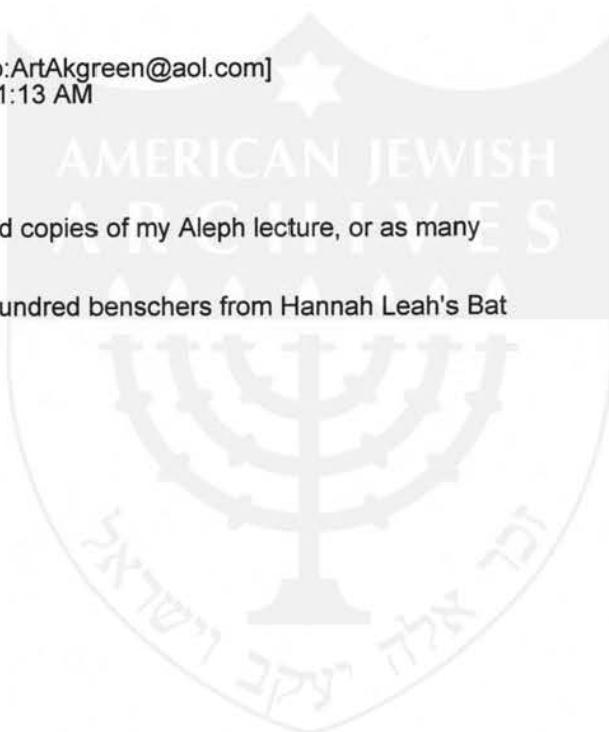 o:ArtAkgreen@aol.com]
1:13 AM
AMERICAN JEWISH
ARCHIVES
d copies of my Aleph lecture, or as many
undred benschers from Hannah Leah's Bat
זכר אלה יעקב וישראל